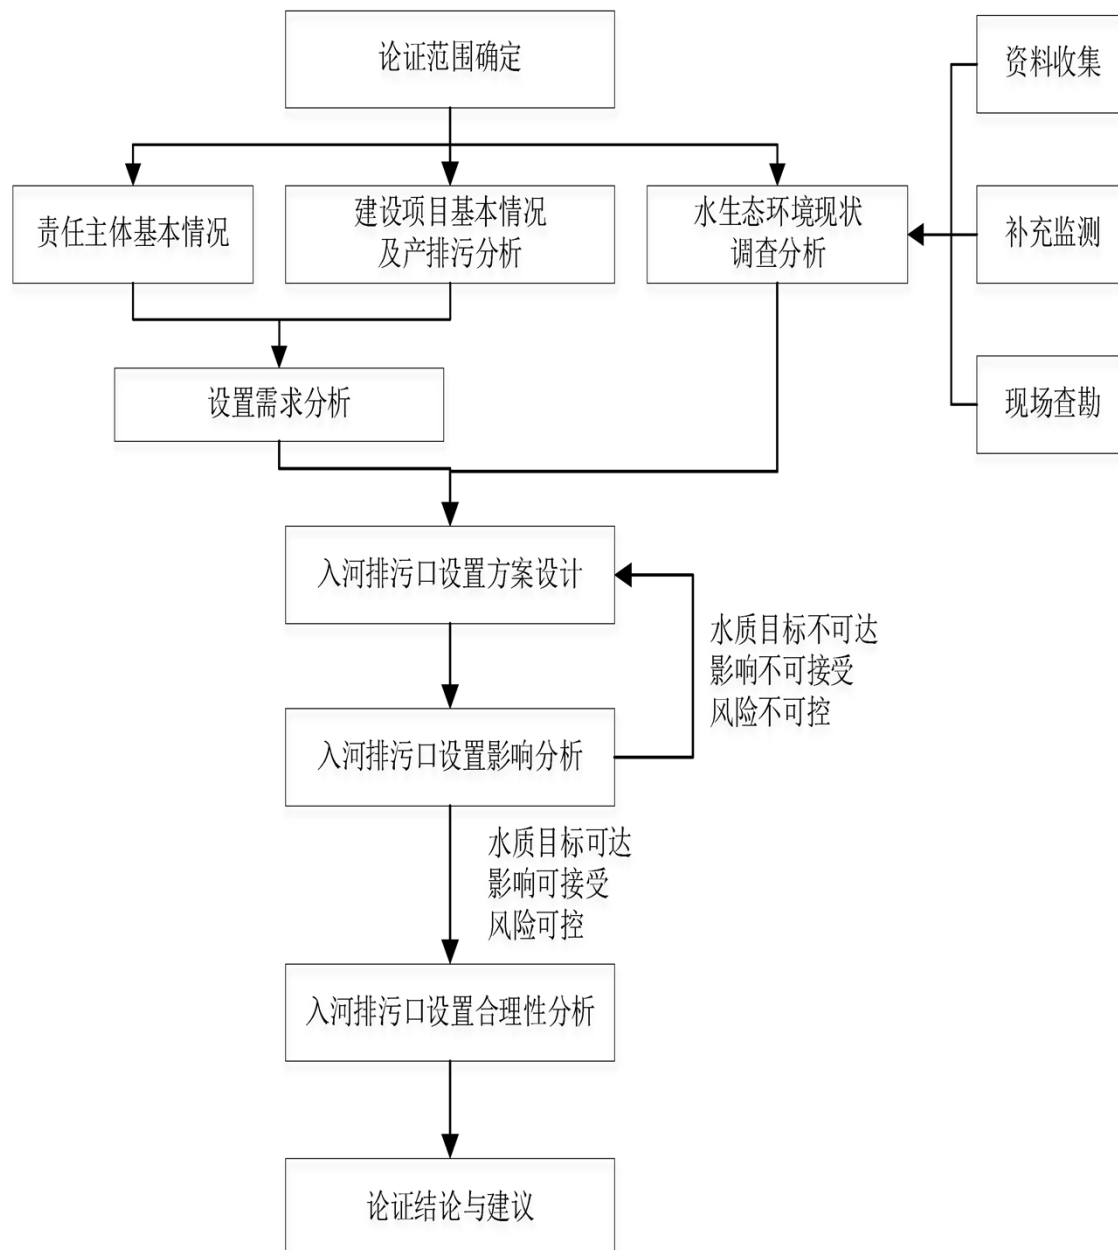 论证范围确定
资料收集
责任主体基本情况
建设项目基本情况
及产排污分析
水生态环境现状
调查分析
补充监测
设置需求分析
现场查勘
入河排污口设置方案设计
水质目标不可达
影响不可接受
风险不可控
入河排污口设置影响分析
水质目标可达
影响可接受
风险可控
入河排污口设置合理性分析
论证结论与建议